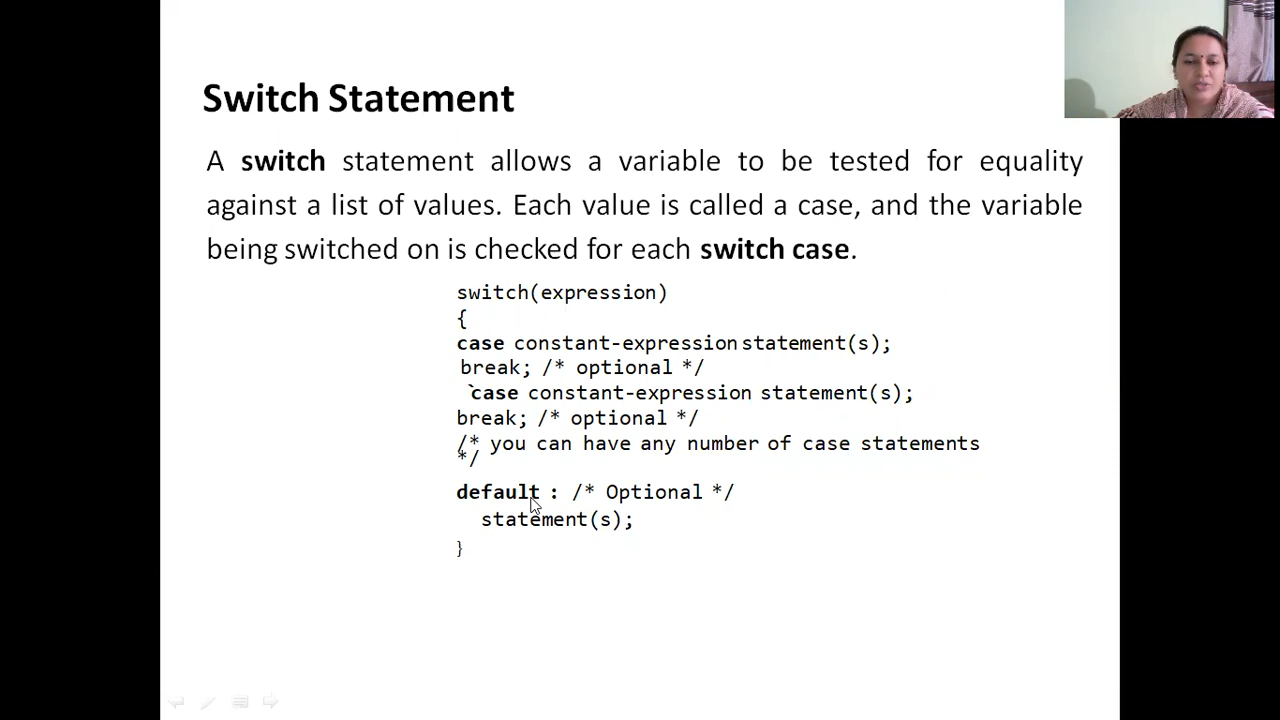 Switch Statement
A switch statement allows a variable to be tested for equality
against a list of values. Each value is called a case, and the variable
being switched on is checked for each switch case.
switch(expression)
{
case constant-expression statement(s);
break; /* optional */
`case constant-expression statement(s);
break; /* optional */
/* you can have any number of case statements
*/
default : /* Optional */
statement(s);
}